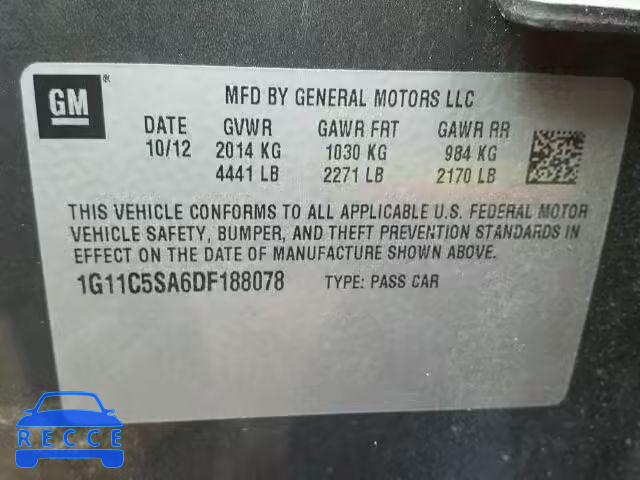 GM ®
MFD BY GENERAL MOTORS LLC
DATE GVWR GAWR FRT GAWR RR
10/12 2014 KG 1030 KG 984 KG
4441 LB 2271 LB 2170 LB
THIS VEHICLE CONFORMS TO ALL APPLICABLE U.S. FEDERAL MOTOR
VEHICLE SAFETY, BUMPER, AND THEFT PREVENTION STANDARDS IN
EFFECT ON THE DATE OF MANUFACTURE SHOWN ABOVE.
1G11C5SA6DF188078 TYPE: PASS CAR
RECCE